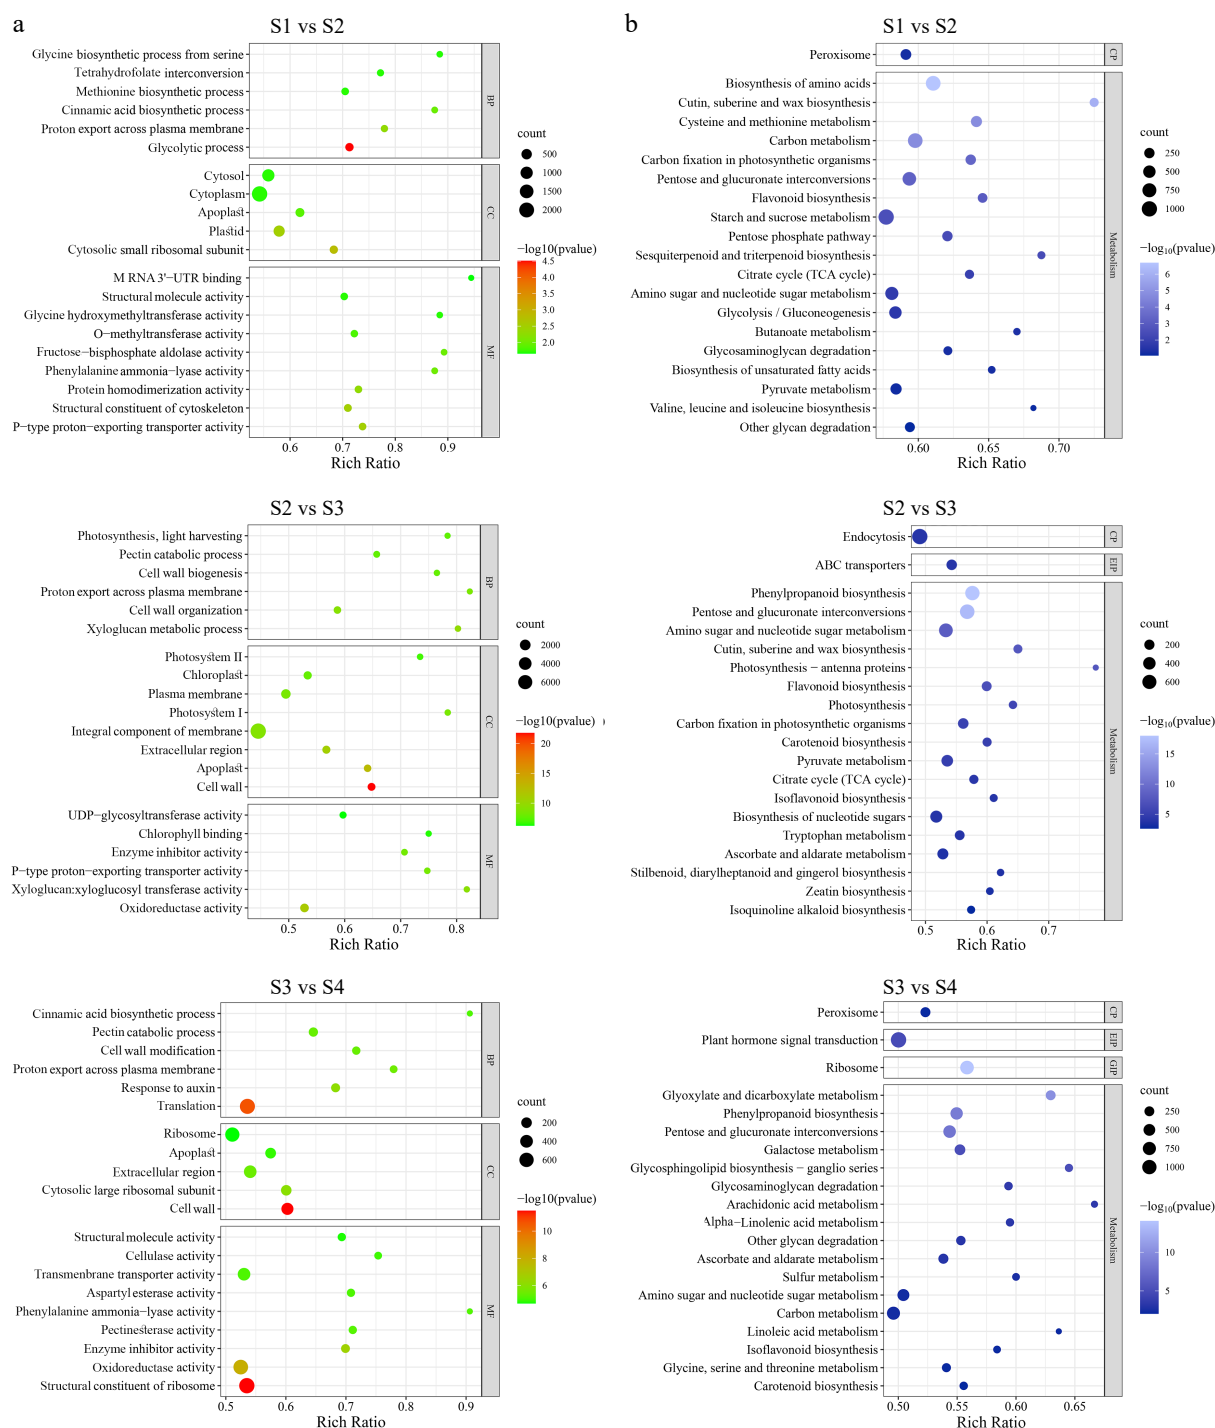 a
S1 vs S2
Glycine biosynthetic process from serine
Tetrahydrofolate interconversion
Methionine biosynthetic process
Cinnamic acid biosynthetic process
Proton export across plasma membrane
Glycolytic process
BP
Cytosol
Cytoplasm
Apoplast
Plastid
Cytosolic small ribosomal subunit
CC
M RNA 3'−UTR binding
Structural molecule activity
Glycine hydroxymethyltransferase activity
O−methyltransferase activity
Fructose−bisphosphate aldolase activity
Phenylalanine ammonia−lyase activity
Protein homodimerization activity
Structural constituent of cytoskeleton
P−type proton−exporting transporter activity
MF
0.6 0.7 0.8 0.9
Rich Ratio
count
500
1000
1500
2000
−log10(pvalue)
4.5
4.0
3.5
3.0
2.5
2.0
b
S1 vs S2
Peroxisome
CP
Biosynthesis of amino acids
Cutin, suberine and wax biosynthesis
Cysteine and methionine metabolism
Carbon metabolism
Carbon fixation in photosynthetic organisms
Pentose and glucuronate interconversions
Flavonoid biosynthesis
Starch and sucrose metabolism
Pentose phosphate pathway
Sesquiterpenoid and triterpenoid biosynthesis
Citrate cycle (TCA cycle)
Amino sugar and nucleotide sugar metabolism
Glycolysis / Gluconeogenesis
Butanoate metabolism
Glycosaminoglycan degradation
Biosynthesis of unsaturated fatty acids
Pyruvate metabolism
Valine, leucine and isoleucine biosynthesis
Other glycan degradation
Metabolism
0.60 0.65 0.70
Rich Ratio
count
250
500
750
1000
−log₁₀(pvalue)
6
5
4
3
2
S2 vs S3
Photosynthesis, light harvesting
Pectin catabolic process
Cell wall biogenesis
Proton export across plasma membrane
Cell wall organization
Xyloglucan metabolic process
BP
Photosystem II
Chloroplast
Plasma membrane
Photosystem I
Integral component of membrane
Extracellular region
Apoplast
Cell wall
CC
UDP−glycosyltransferase activity
Chlorophyll binding
Enzyme inhibitor activity
P−type proton−exporting transporter activity
Xyloglucan:xyloglucosyl transferase activity
Oxidoreductase activity
MF
0.5 0.6 0.7 0.8
Rich Ratio
count
2000
4000
6000
−log10(pvalue)
20
15
10
S2 vs S3
Endocytosis
CP
ABC transporters
EIP
Phenylpropanoid biosynthesis
Pentose and glucuronate interconversions
Amino sugar and nucleotide sugar metabolism
Cutin, suberine and wax biosynthesis
Photosynthesis − antenna proteins
Flavonoid biosynthesis
Photosynthesis
Carbon fixation in photosynthetic organisms
Carotenoid biosynthesis
Pyruvate metabolism
Citrate cycle (TCA cycle)
Isoflavonoid biosynthesis
Biosynthesis of nucleotide sugars
Tryptophan metabolism
Ascorbate and aldarate metabolism
Stilbenoid, diarylheptanoid and gingerol biosynthesis
Zeatin biosynthesis
Isoquinoline alkaloid biosynthesis
Metabolism
0.5 0.6 0.7
Rich Ratio
count
200
400
600
−log₁₀(pvalue)
15
10
5
S3 vs S4
Cinnamic acid biosynthetic process
Pectin catabolic process
Cell wall modification
Proton export across plasma membrane
Response to auxin
Translation
BP
Ribosome
Apoplast
Extracellular region
Cytosolic large ribosomal subunit
Cell wall
CC
Structural molecule activity
Cellulase activity
Transmenbrane transporter activity
Aspartyl esterase activity
Phenylalanine ammonia−lyase activity
Pectinesterase activity
Enzyme inhibitor activity
Oxidoreductase activity
Structural constituent of ribosome
MF
0.5 0.6 0.7 0.8 0.9
Rich Ratio
count
200
400
600
−log10(pvalue)
10
8
6
S3 vs S4
Peroxisome
CP
Plant hormone signal transduction
EIP
Ribosome
GIP
Glyoxylate and dicarboxylate metabolism
Phenylpropanoid biosynthesis
Pentose and glucuronate interconversions
Galactose metabolism
Glycosphingolipid biosynthesis − ganglio series
Glycosaminoglycan degradation
Arachidonic acid metabolism
Alpha−Linolenic acid metabolism
Other glycan degradation
Ascorbate and aldarate metabolism
Sulfur metabolism
Amino sugar and nucleotide sugar metabolism
Carbon metabolism
Linoleic acid metabolism
Isoflavonoid biosynthesis
Glycine, serine and threonine metabolism
Carotenoid biosynthesis
Metabolism
0.50 0.55 0.60 0.65
Rich Ratio
count
250
500
750
1000
−log₁₀(pvalue)
10
5